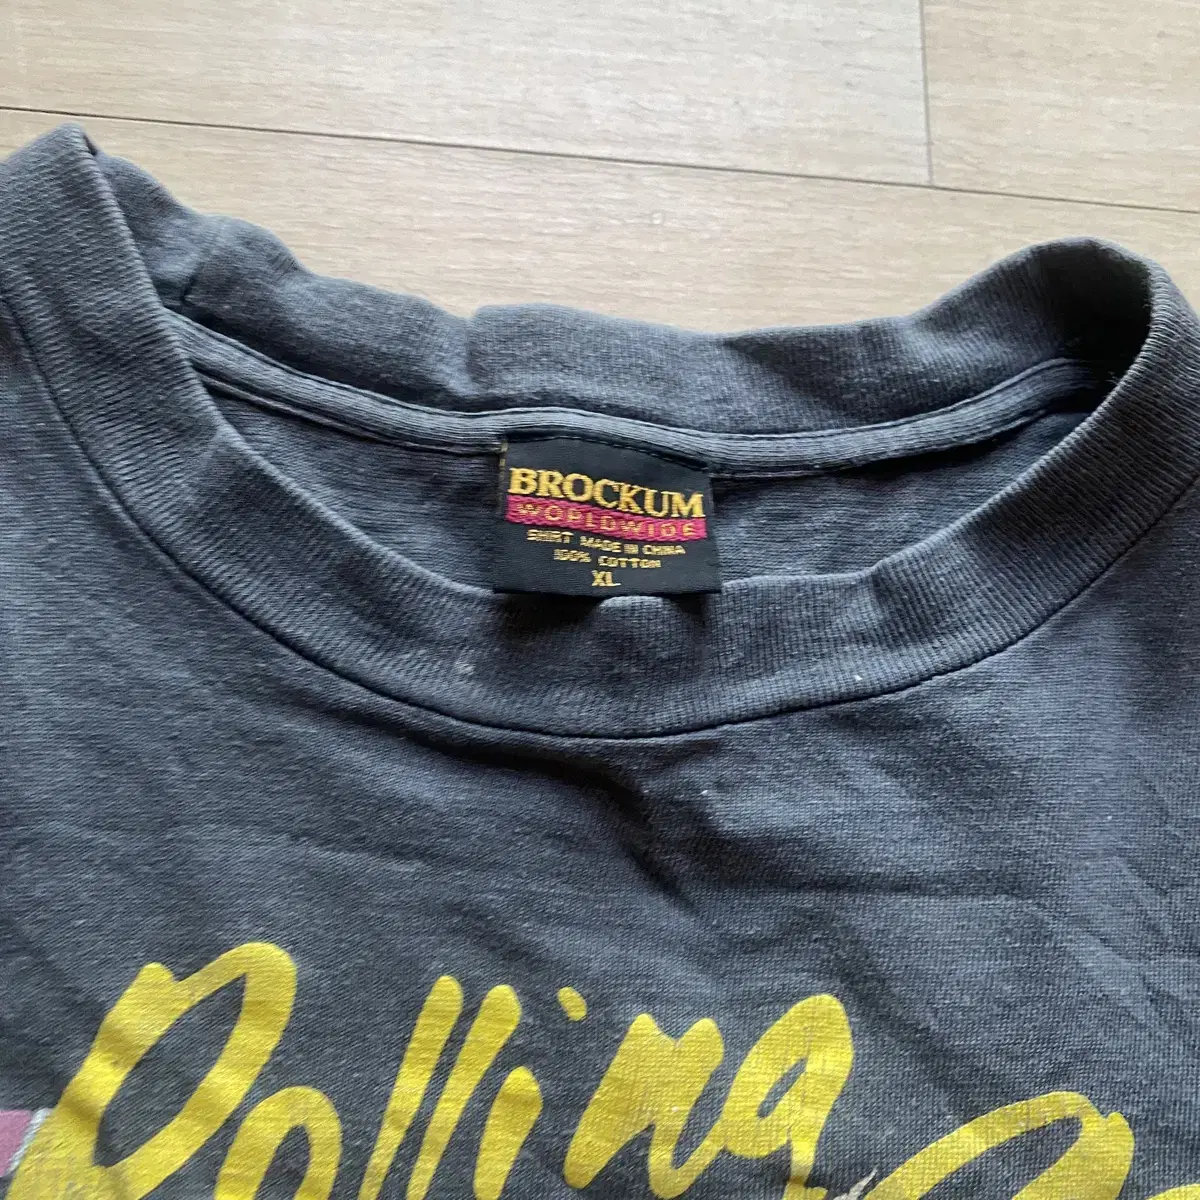 BROCKUM
WORLDWIDE
SHIRT MADE IN CHINA
100% COTTON
XL
Rolling